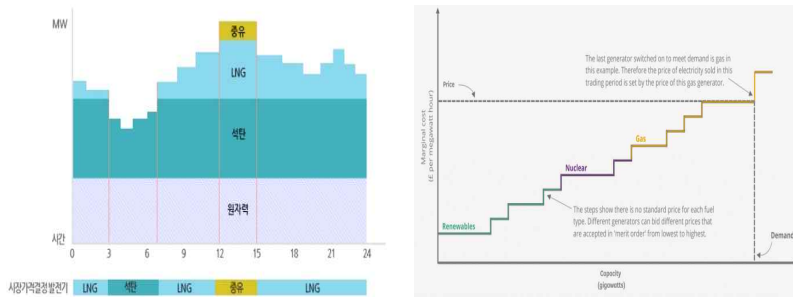 MW
중유
LNG
석탄
원자력
시간
0 3 6 9 12 15 18 21 24
시장가격결정 발전기
LNG 석탄 LNG 중유 LNG
Marginal cost
(£ per megawatt hour)
Price
The last generator switched on to meet demand is gas in
this example. Therefore the price of electricity sold in this
trading period is set by the price of this gas generator.
Gas
Nuclear
Renewables
The steps show there is no standard price for each fuel
type. Different generators can bid different prices that
are accepted in 'merit order' from lowest to highest.
Demand
Capacity
(gigowatts)